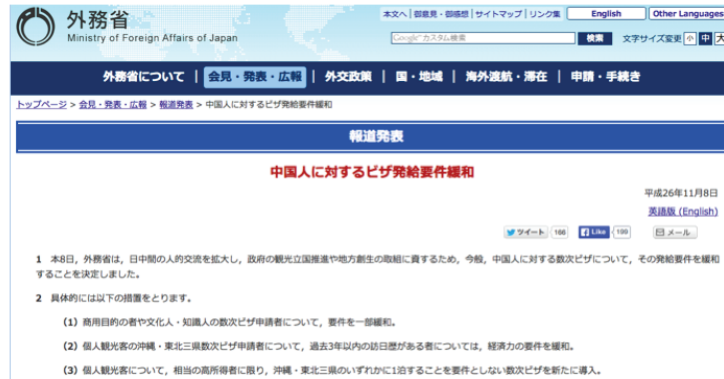 外務省
Ministry of Foreign Affairs of Japan
本文へ | 御意見・御感想 | サイトマップ | リンク集 English Other Languages
Google カスタム検索 検索 文字サイズ変更 小 中 大
外務省について | 会見・発表・広報 | 外交政策 | 国・地域 | 海外渡航・滞在 | 申請・手続き
トップページ > 会見・発表・広報 > 報道発表 > 中国人に対するビザ発給要件緩和
報道発表
中国人に対するビザ発給要件緩和
平成26年11月8日
英語版 (English)
ツイート 166 Like 199 メール
1 本8日，外務省は，日中間の人的交流を拡大し，政府の観光立国推進や地方創生の取組に資するため，今般，中国人に対する数次ビザについて，その発給要件を緩和
することを決定しました。
2 具体的には以下の措置をとります。
（1）商用目的の者や文化人・知識人の数次ビザ申請者について，要件を一部緩和。
（2）個人観光客の沖縄・東北三県数次ビザ申請者について，過去3年以内の訪日歴がある者については，経済力の要件を緩和。
（3）個人観光客について，相当の高所得者に限り，沖縄・東北三県のいずれかに1泊することを要件としない数次ビザを新たに導入。